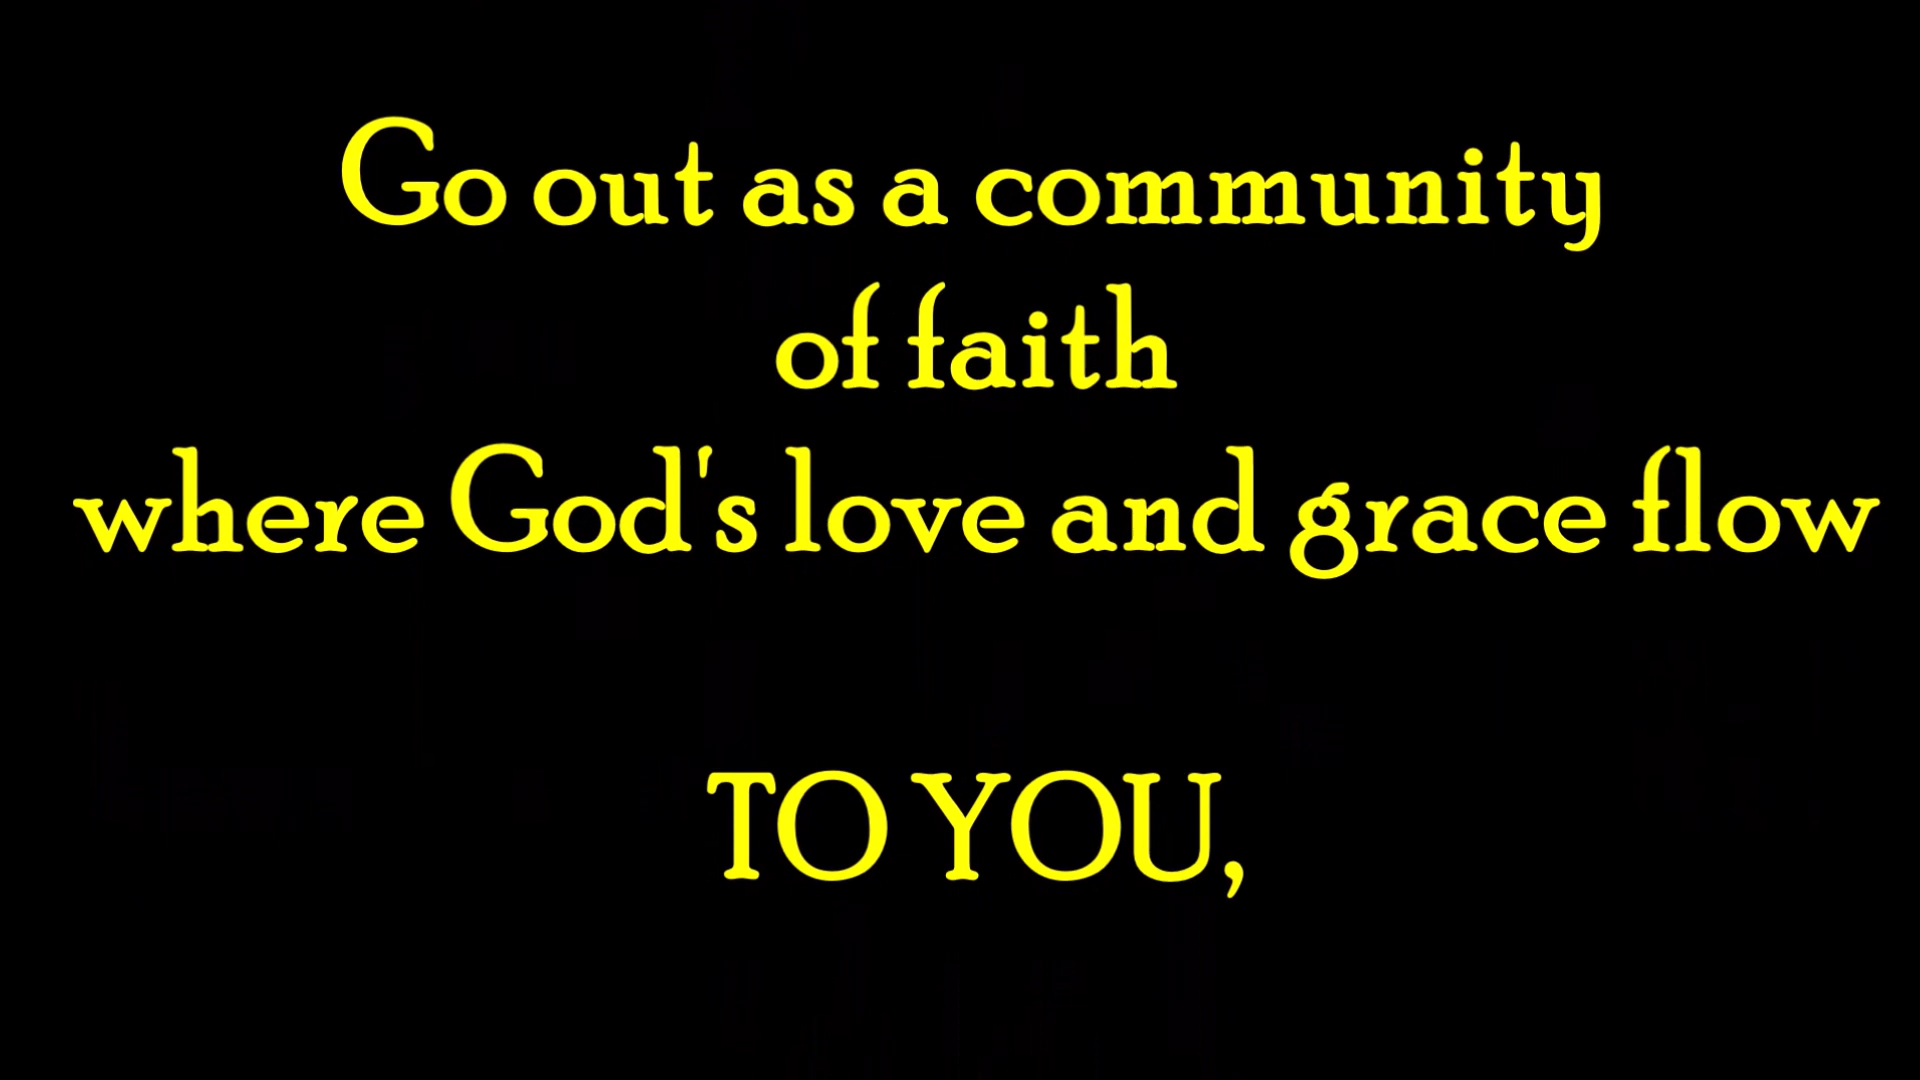 Go out as a community
of faith
where God's love and grace flow
TO YOU,